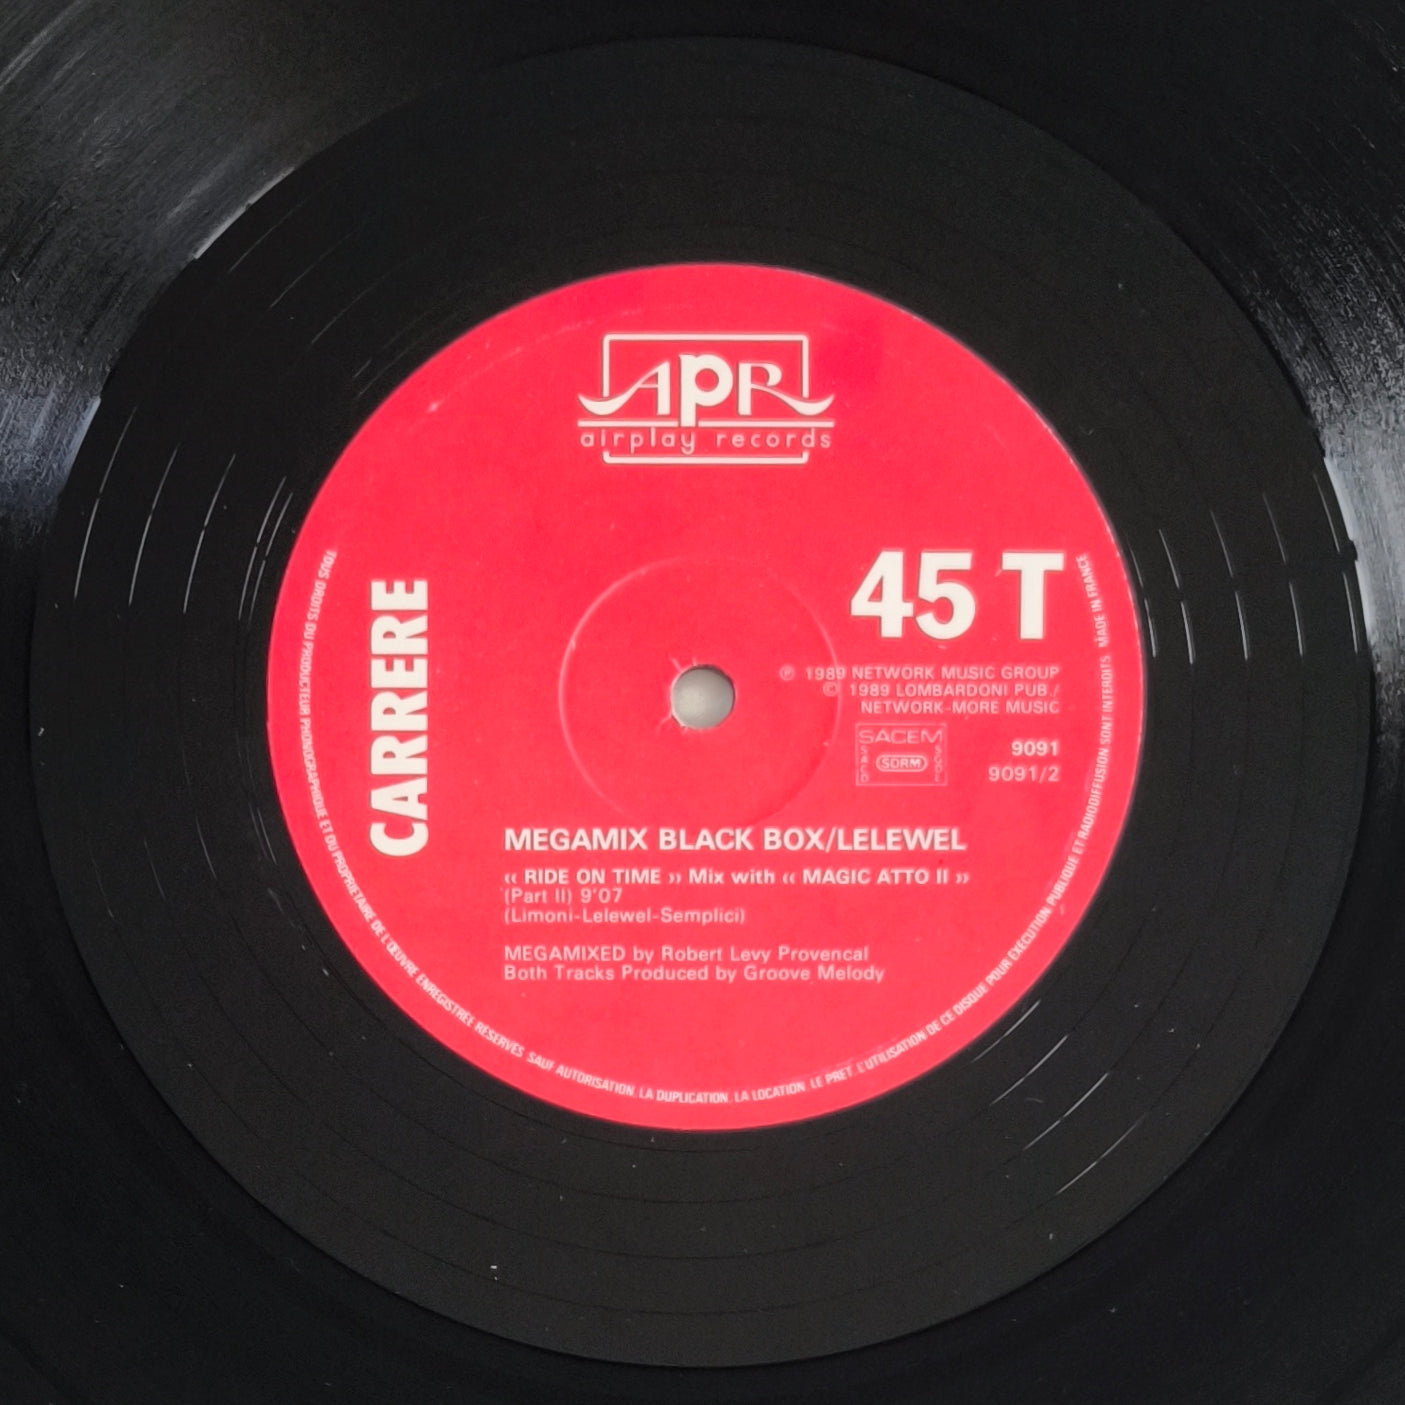 APR
airplay records
CARRERE
45 T
℗ 1989 NETWORK MUSIC GROUP
© 1989 LOMBARDONI PUB./
NETWORK-MORE MUSIC
SACEM
SACD
SDRM
SGDL
9091
9091/2
MEGAMIX BLACK BOX/LELEWEL
‹‹ RIDE ON TIME ›› Mix with ‹‹ MAGIC ATTO II ››
(Part II) 9'07
(Limoni-Lelewel-Semplici)
MEGAMIXED by Robert Levy Provencal
Both Tracks Produced by Groove Melody
TOUS DROITS DU PRODUCTEUR PHONOGRAPHIQUE ET DU PROPRIETAIRE DE L'ŒUVRE ENREGISTREE RESERVES. SAUF AUTORISATION. LA DUPLICATION. LA LOCATION. LE PRET. L'UTILISATION DE CE DISQUE POUR EXECUTION PUBLIQUE ET RADIODIFFUSION SONT INTERDITS. MADE IN FRANCE